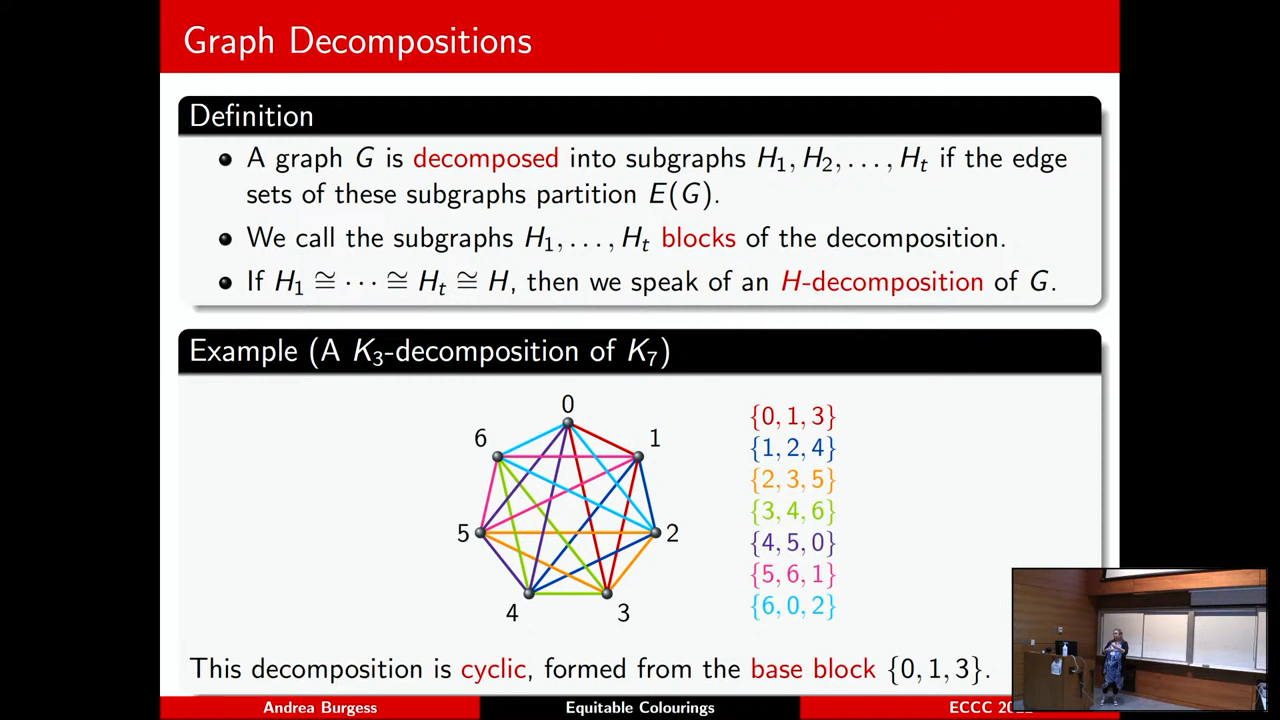 Graph Decompositions
Definition
• A graph G is decomposed into subgraphs H₁, H₂, . . . , Hₜ if the edge
sets of these subgraphs partition E(G).
• We call the subgraphs H₁, . . . , Hₜ blocks of the decomposition.
• If H₁ ≅ · · · ≅ Hₜ ≅ H, then we speak of an H-decomposition of G.
Example (A K₃-decomposition of K₇)
0
6
1
5
2
4
3
{0, 1, 3}
{1, 2, 4}
{2, 3, 5}
{3, 4, 6}
{4, 5, 0}
{5, 6, 1}
{6, 0, 2}
This decomposition is cyclic, formed from the base block {0, 1, 3}.
Andrea Burgess
Equitable Colourings
ECCC